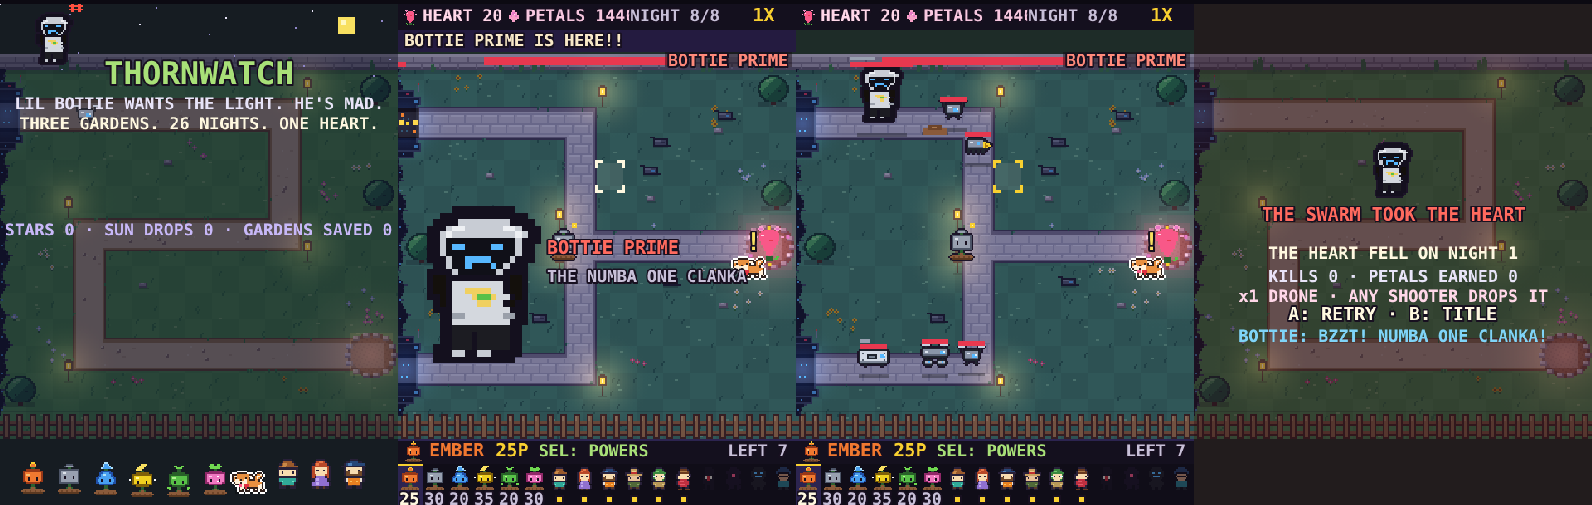 THORNWATCH
LIL BOTTIE WANTS THE LIGHT. HE'S MAD.
THREE GARDENS. 26 NIGHTS. ONE HEART.
STARS 0 · SUN DROPS 0 · GARDENS SAVED 0
HEART 20 PETALS 144 NIGHT 8/8 1X
BOTTIE PRIME IS HERE!!
BOTTIE PRIME
BOTTIE PRIME
THE NUMBA ONE CLANKA
!
EMBER 25P SEL: POWERS LEFT 7
25 30 20 35 20 30
HEART 20 PETALS 144 NIGHT 8/8 1X
BOTTIE PRIME
!
EMBER 25P SEL: POWERS LEFT 7
25 30 20 35 20 30
THE SWARM TOOK THE HEART
THE HEART FELL ON NIGHT 1
KILLS 0 · PETALS EARNED 0
x1 DRONE · ANY SHOOTER DROPS IT
A: RETRY · B: TITLE
BOTTIE: BZZT! NUMBA ONE CLANKA!